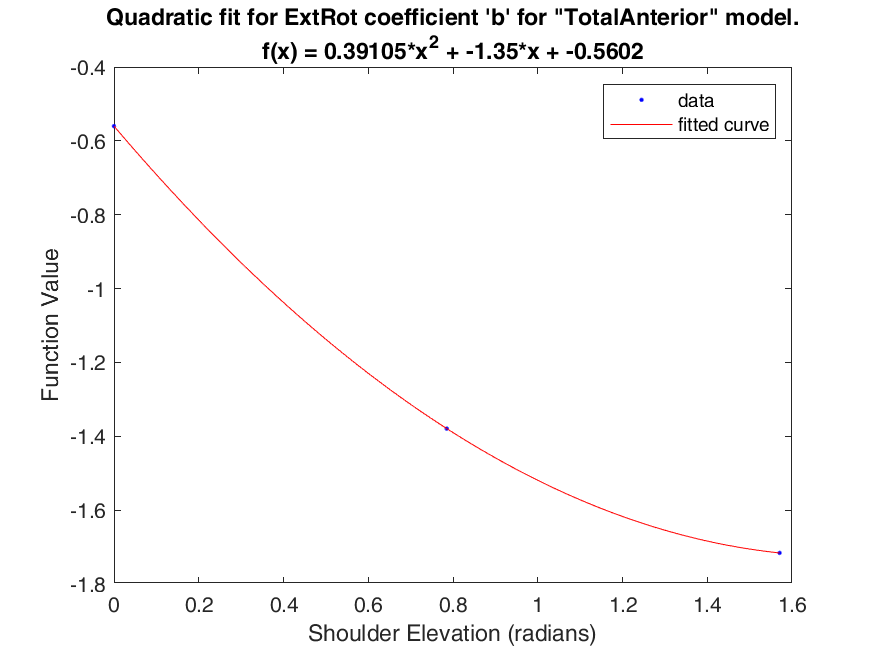 Quadratic fit for ExtRot coefficient 'b' for "TotalAnterior" model.
f(x) = 0.39105*x^2 + -1.35*x + -0.5602
-0.4
-0.6
-0.8
-1
-1.2
-1.4
-1.6
-1.8
Function Value
data
fitted curve
0 0.2 0.4 0.6 0.8 1 1.2 1.4 1.6
Shoulder Elevation (radians)